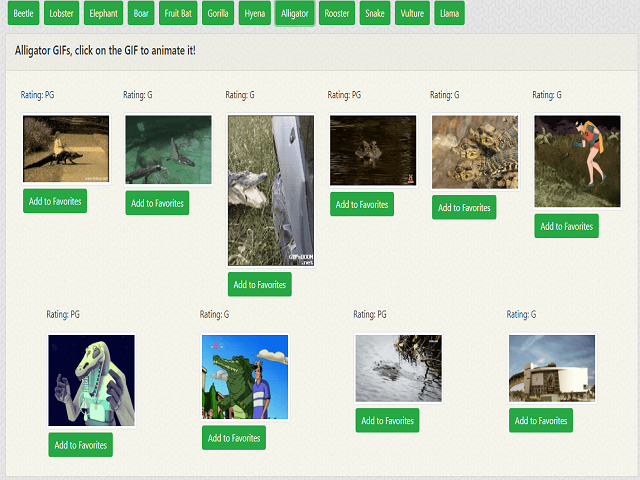 Beetle Lobster Elephant Boar Fruit Bat Gorilla Hyena Alligator Rooster Snake Vulture Llama
Alligator GIFs, click on the GIF to animate it!
Rating: PG Rating: G Rating: G Rating: PG Rating: G Rating: G
GIFsBOOM
.net
Add to Favorites Add to Favorites Add to Favorites Add to Favorites Add to Favorites Add to Favorites
Rating: PG Rating: G Rating: PG Rating: G
Add to Favorites Add to Favorites Add to Favorites Add to Favorites